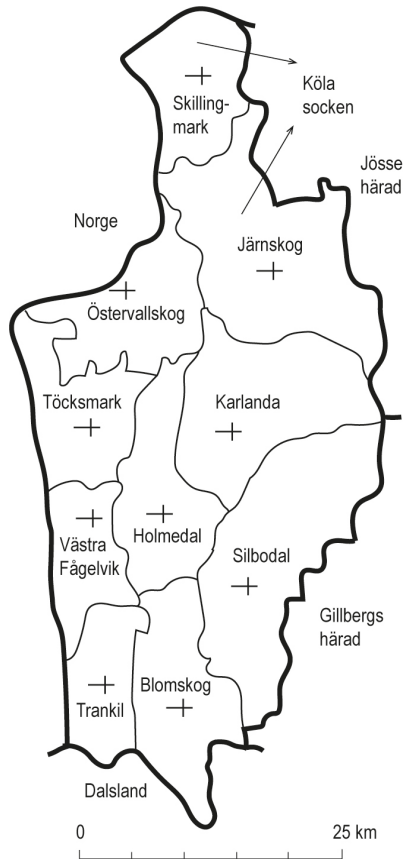 Skilling-
mark
Köla
socken
Jösse
härad
Norge
Järnskog
Östervallskog
Töcksmark
Karlanda
Holmedal
Västra
Fågelvik
Silbodal
Gillbergs
härad
Blomskog
Trankil
Dalsland
0 25 km